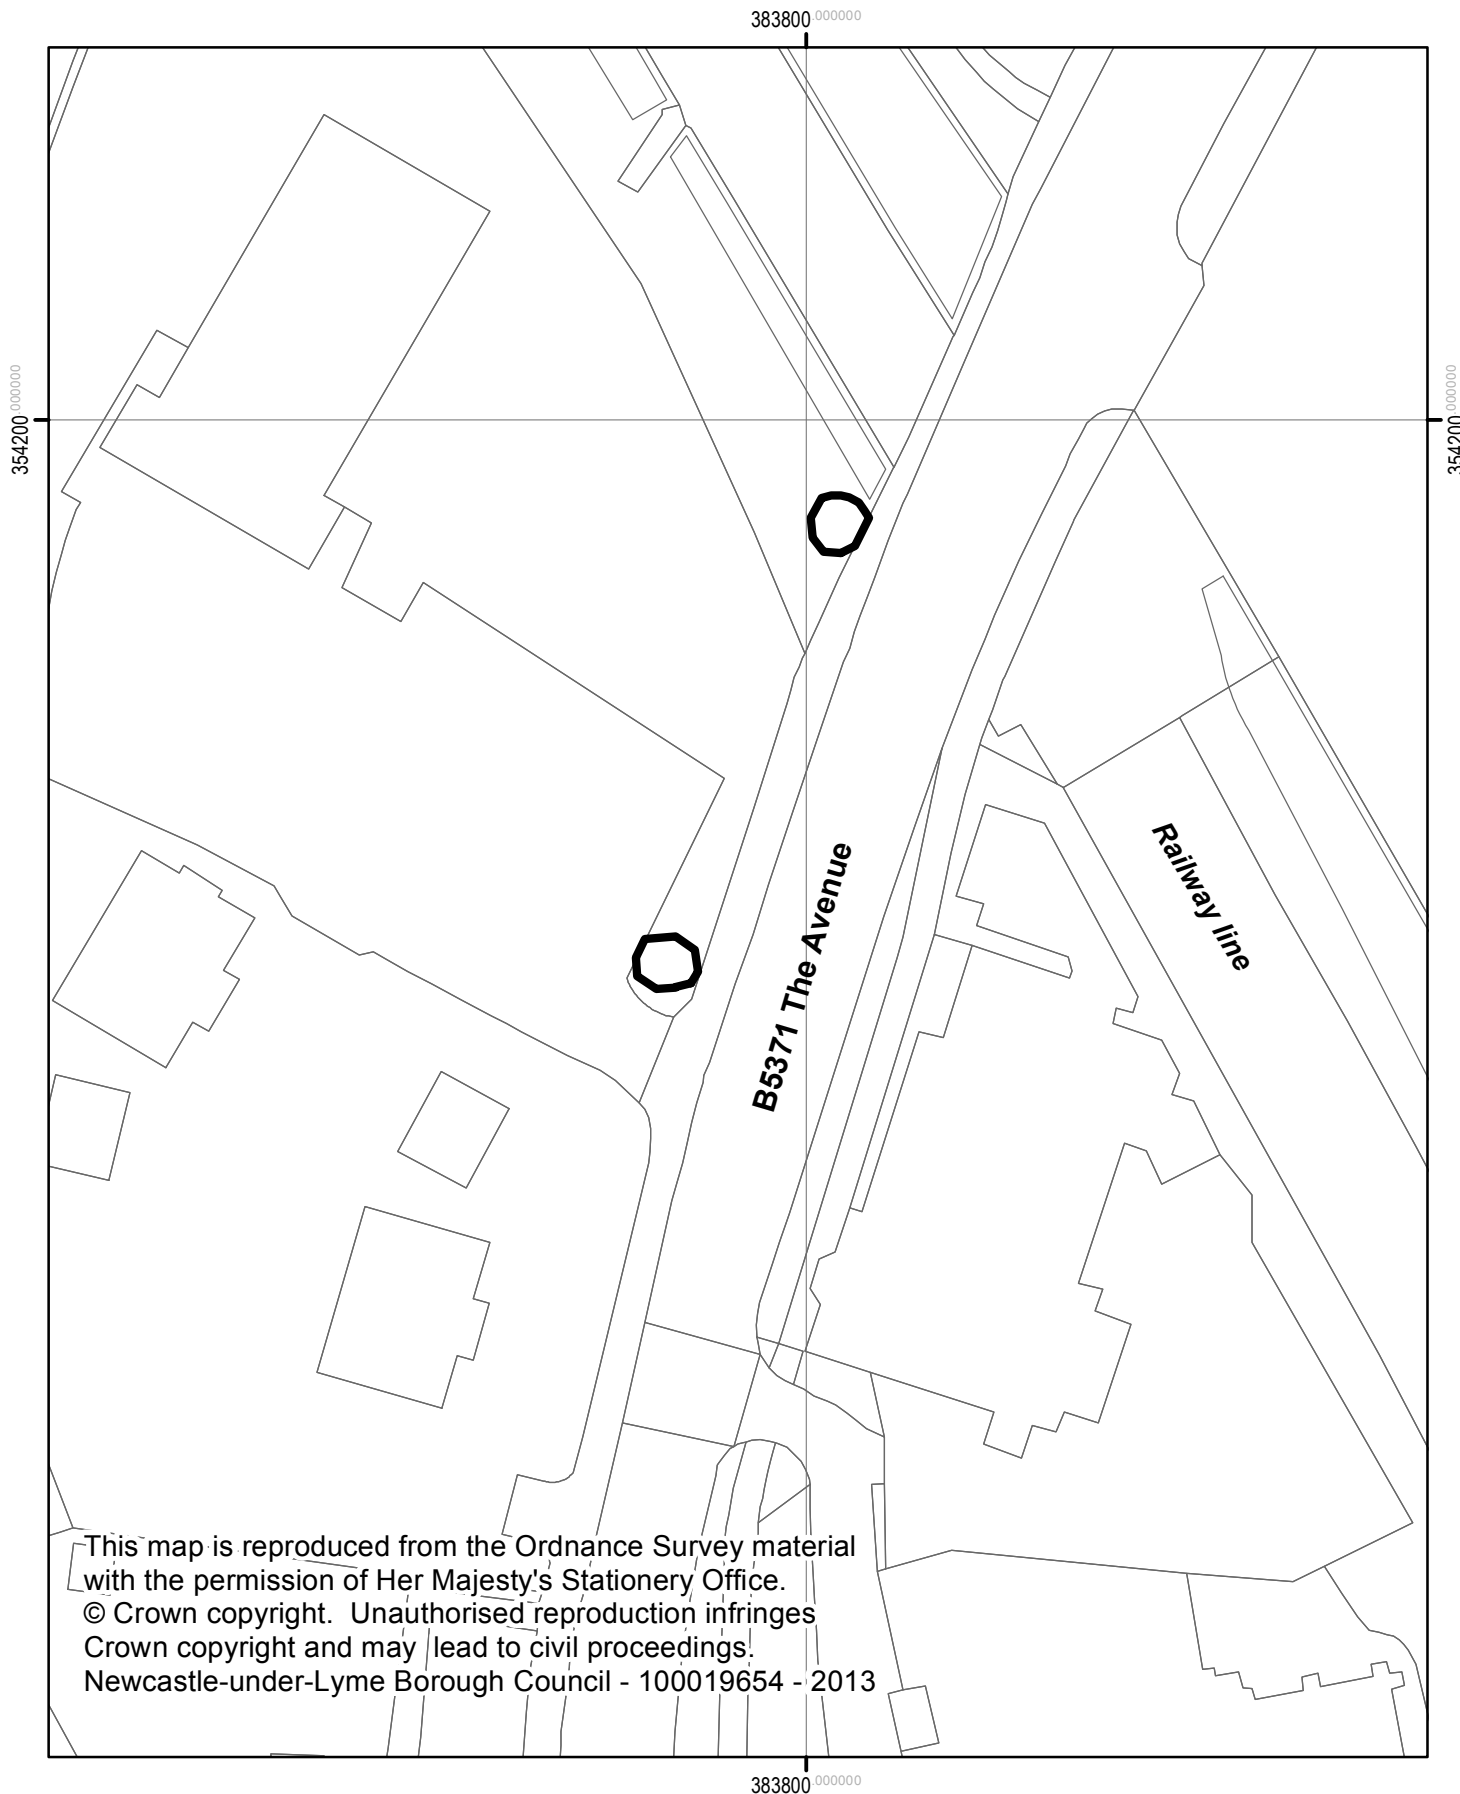 383800.000000
354200.000000
354200.000000
B5371 The Avenue
Railway line
This map is reproduced from the Ordnance Survey material
with the permission of Her Majesty's Stationery Office.
© Crown copyright.  Unauthorised reproduction infringes
Crown copyright and may  lead to civil proceedings.
Newcastle-under-Lyme Borough Council - 100019654 - 2013
383800.000000